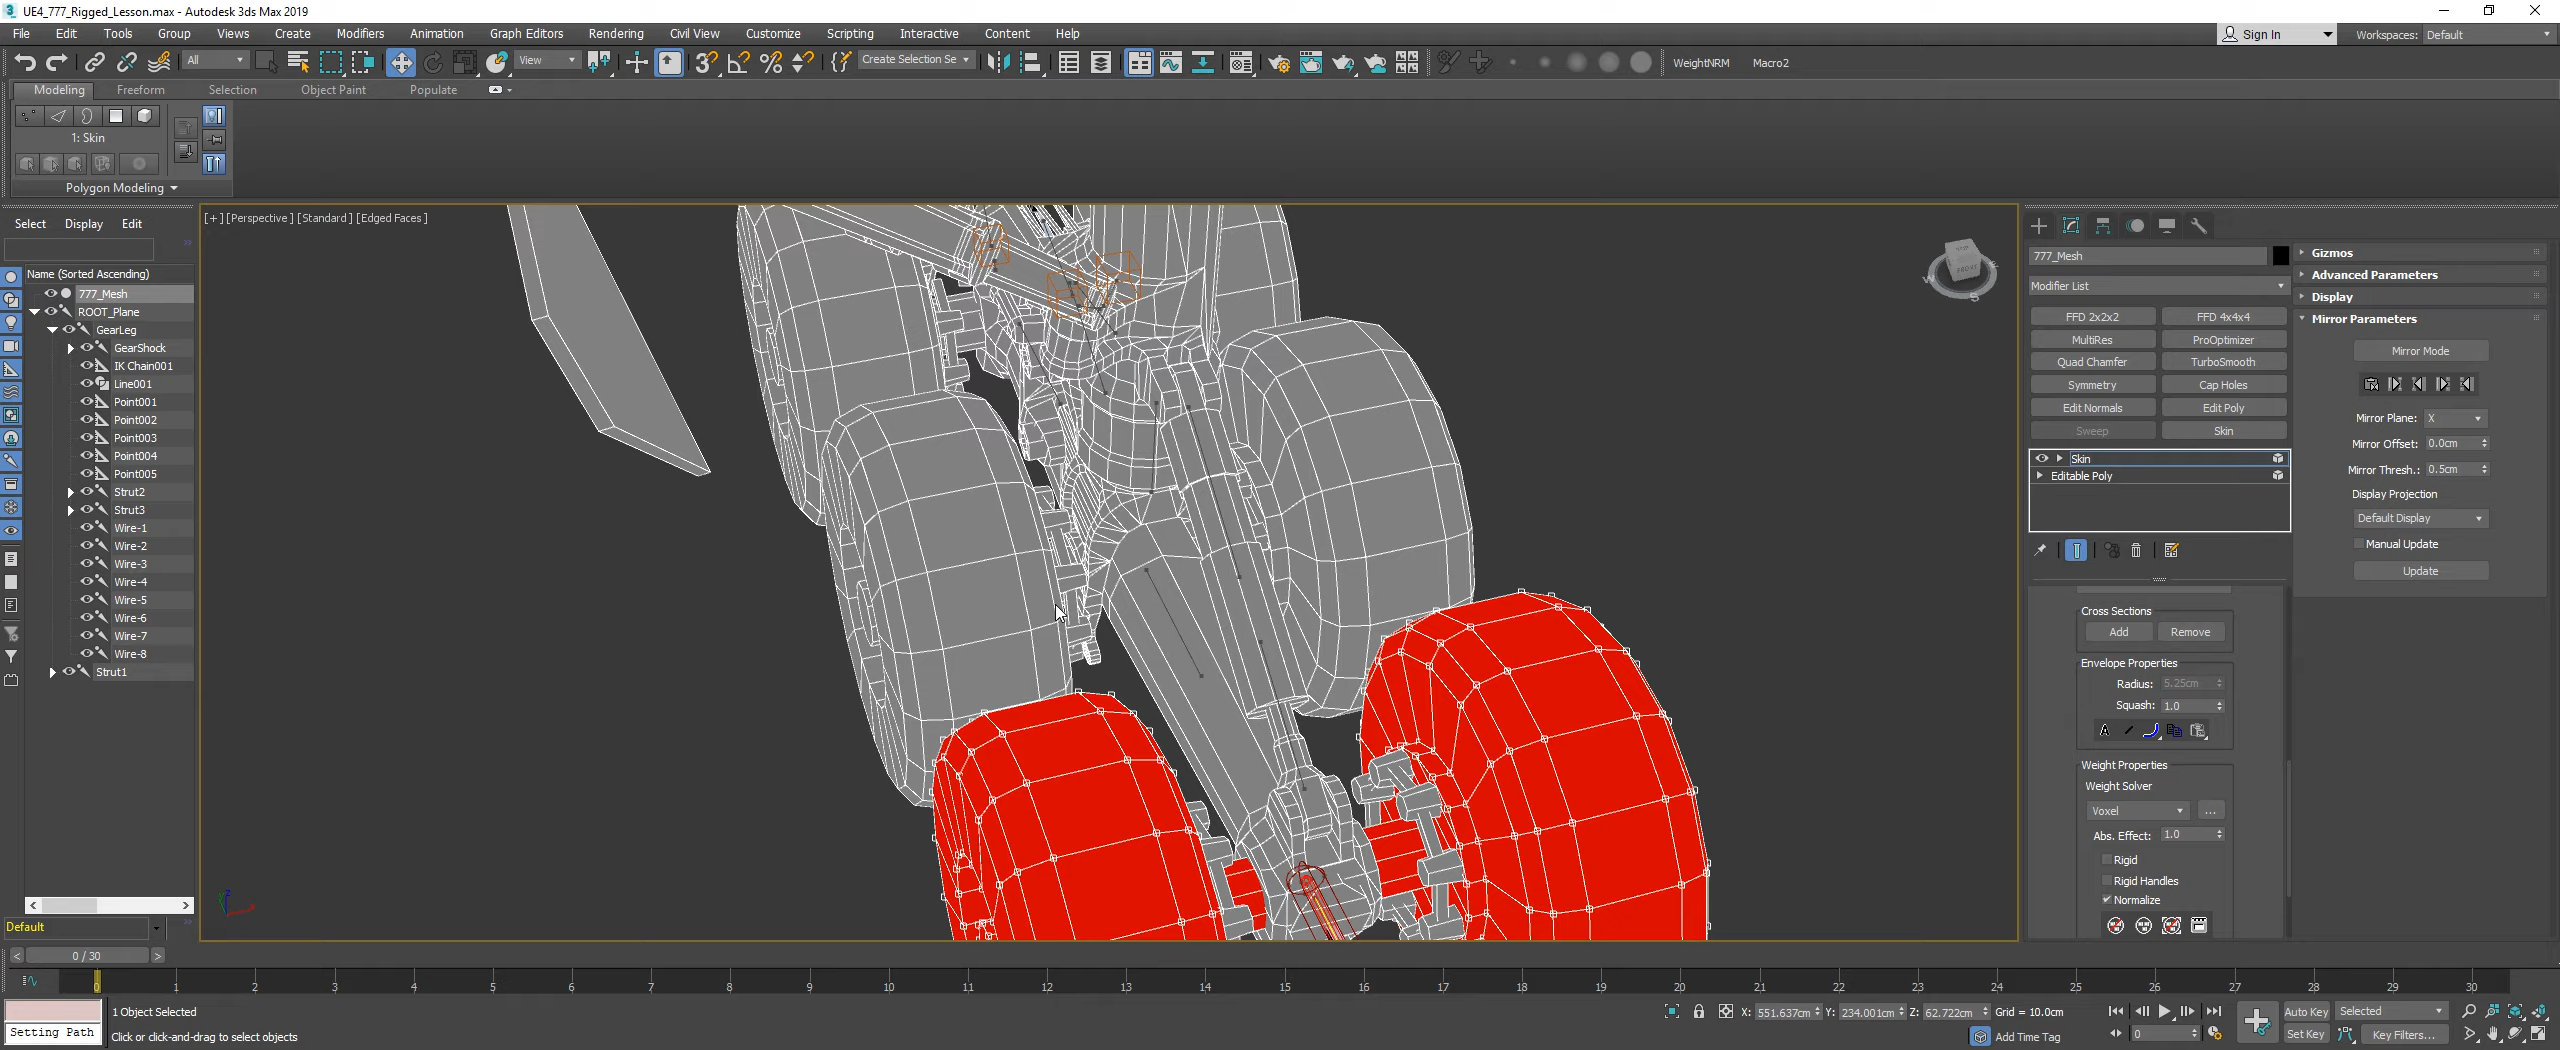 UE4_777_Rigged_Lesson.max - Autodesk 3ds Max 2019
File Edit Tools Group Views Create Modifiers Animation Graph Editors Rendering Civil View Customize Scripting Interactive Content Help
Sign In Workspaces: Default
All View Create Selection Se WeightNRM Macro2
Modeling Freeform Selection Object Paint Populate
1: Skin
Polygon Modeling
Select Display Edit
[+] [Perspective ] [Standard ] [Edged Faces ]
Name (Sorted Ascending)
777_Mesh
ROOT_Plane
GearLeg
GearShock
IK Chain001
Line001
Point001
Point002
Point003
Point004
Point005
Strut2
Strut3
Wire-1
Wire-2
Wire-3
Wire-4
Wire-5
Wire-6
Wire-7
Wire-8
Strut1
Default
TOP
FRONT
W
S
777_Mesh
Modifier List
FFD 2x2x2 FFD 4x4x4
MultiRes ProOptimizer
Quad Chamfer TurboSmooth
Symmetry Cap Holes
Edit Normals Edit Poly
Sweep Skin
Skin
Editable Poly
Cross Sections
Add Remove
Envelope Properties
Radius: 5.25cm
Squash: 1.0
A
Weight Properties
Weight Solver
Voxel ...
Abs. Effect: 1.0
Rigid
Rigid Handles
Normalize
Gizmos
Advanced Parameters
Display
Mirror Parameters
Mirror Mode
Mirror Plane: X
Mirror Offset: 0.0cm
Mirror Thresh.: 0.5cm
Display Projection
Default Display
Manual Update
Update
< 0 / 30 >
0 1 2 3 4 5 6 7 8 9 10 11 12 13 14 15 16 17 18 19 20 21 22 23 24 25 26 27 28 29 30
1 Object Selected
Setting Path
Click or click-and-drag to select objects
X: 551.637cm Y: 234.001cm Z: 62.722cm Grid = 10.0cm
Add Time Tag
Auto Key Selected
0 Set Key Key Filters...